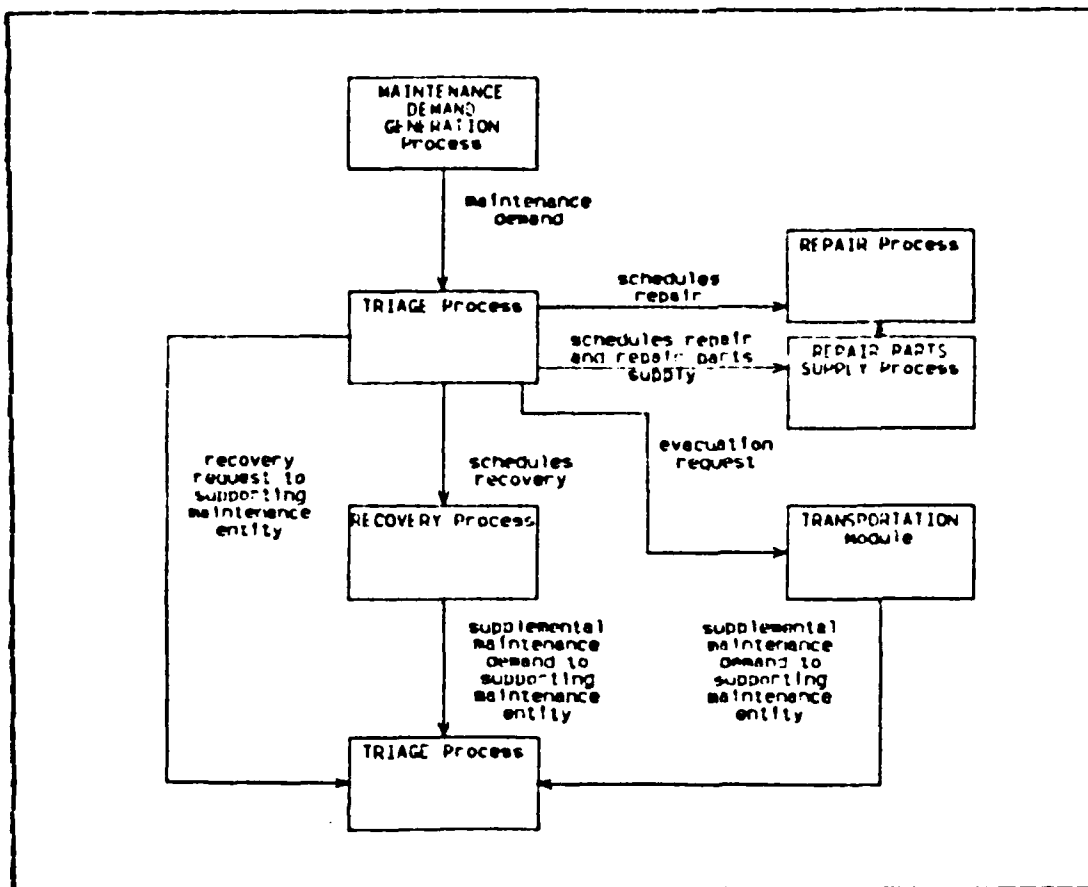 MAINTENANCE
DEMAND
GENERATION
Process
maintenance
demand
REPAIR Process
schedules
repair
TRIAGE Process
schedules repair
and repair parts
supply
REPAIR PARTS
SUPPLY Process
evacuation
request
recovery
request to
supporting
maintenance
entity
schedules
recovery
RECOVERY Process
TRANSPORTATION
Module
supplemental
maintenance
demand to
supporting
maintenance
entity
supplemental
maintenance
demand to
supporting
maintenance
entity
TRIAGE Process